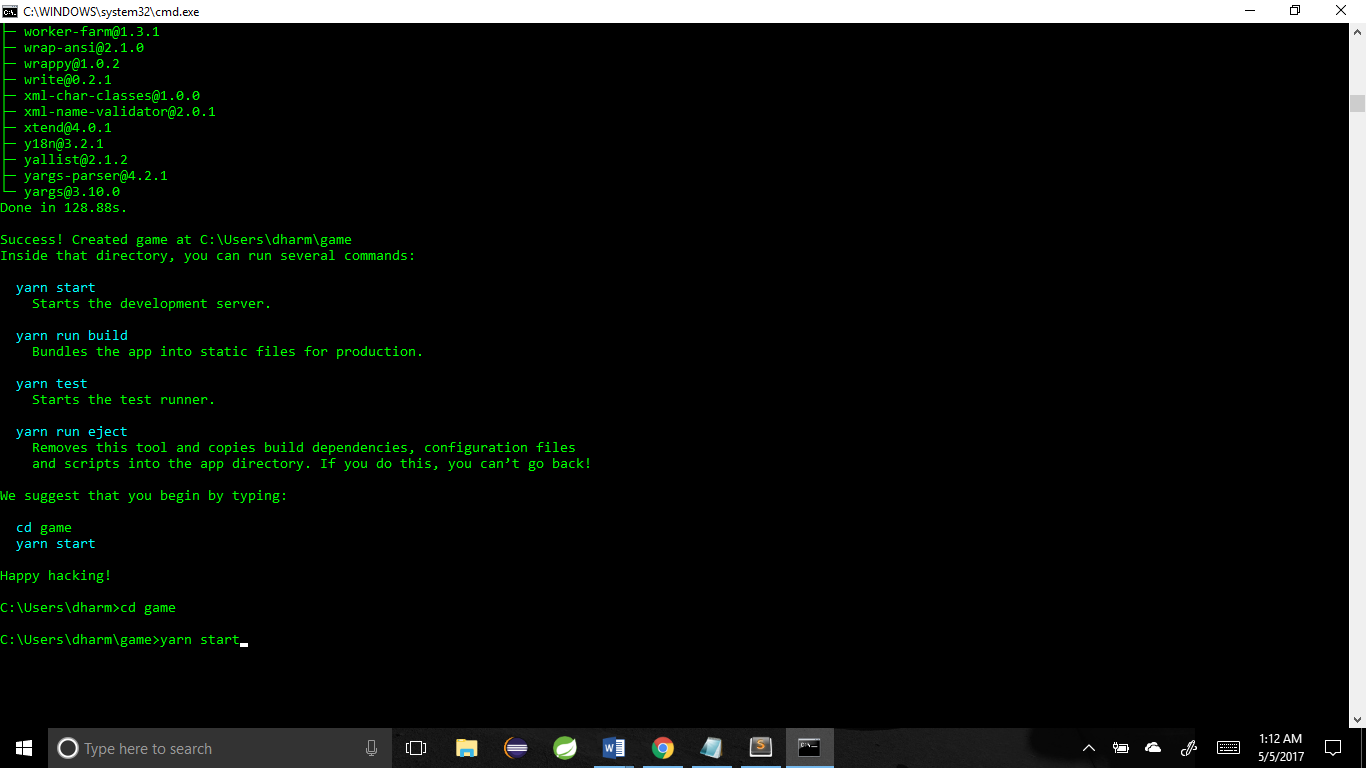 C:\WINDOWS\system32\cmd.exe
├─ worker-farm@1.3.1
├─ wrap-ansi@2.1.0
├─ wrappy@1.0.2
├─ write@0.2.1
├─ xml-char-classes@1.0.0
├─ xml-name-validator@2.0.1
├─ xtend@4.0.1
├─ y18n@3.2.1
├─ yallist@2.1.2
├─ yargs-parser@4.2.1
└─ yargs@3.10.0
Done in 128.88s.
Success! Created game at C:\Users\dharm\game
Inside that directory, you can run several commands:
yarn start
Starts the development server.
yarn run build
Bundles the app into static files for production.
yarn test
Starts the test runner.
yarn run eject
Removes this tool and copies build dependencies, configuration files
and scripts into the app directory. If you do this, you can’t go back!
We suggest that you begin by typing:
cd game
yarn start
Happy hacking!
C:\Users\dharm>cd game
C:\Users\dharm\game>yarn start
Type here to search
1:12 AM
5/5/2017